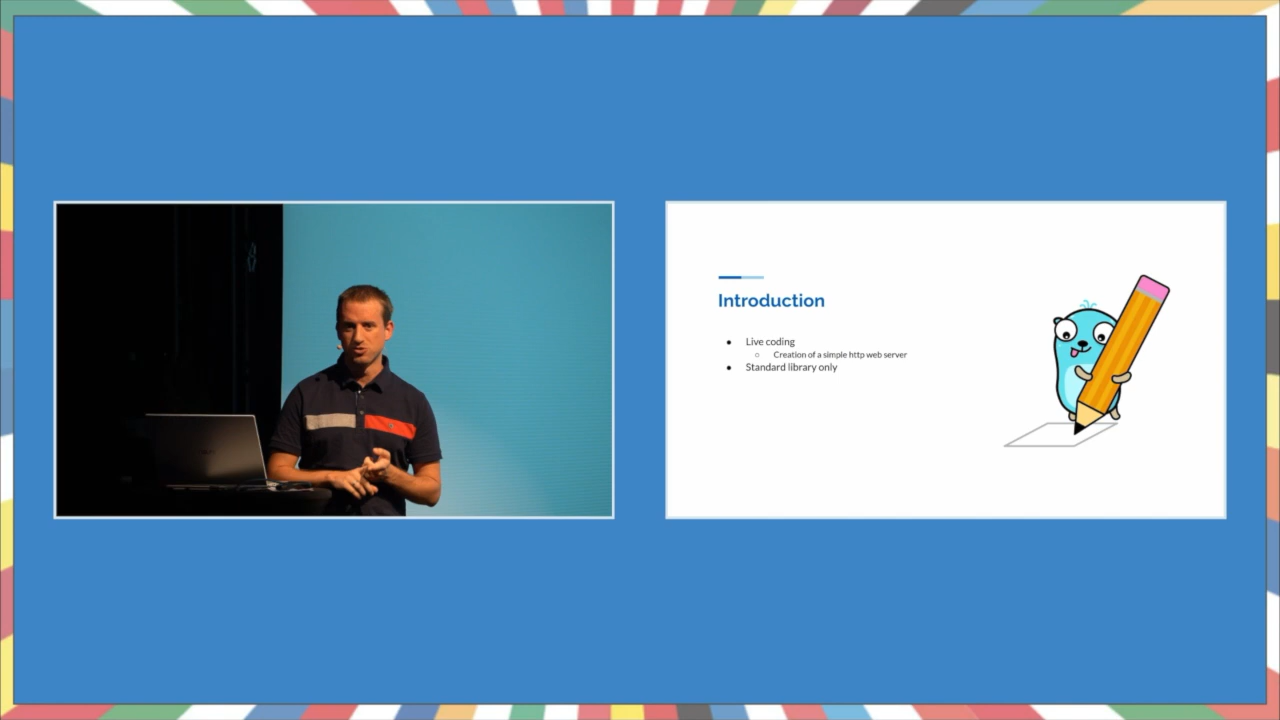 Introduction
● Live coding
○ Creation of a simple http web server
● Standard library only